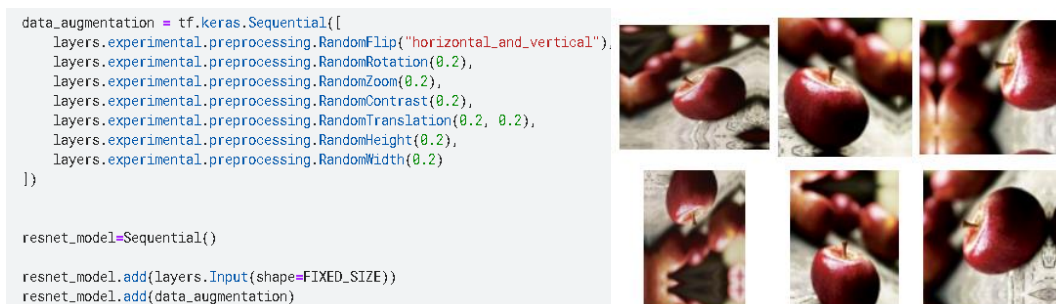 data_augmentation = tf.keras.Sequential([
    layers.experimental.preprocessing.RandomFlip("horizontal_and_vertical"),
    layers.experimental.preprocessing.RandomRotation(0.2),
    layers.experimental.preprocessing.RandomZoom(0.2),
    layers.experimental.preprocessing.RandomContrast(0.2),
    layers.experimental.preprocessing.RandomTranslation(0.2, 0.2),
    layers.experimental.preprocessing.RandomHeight(0.2),
    layers.experimental.preprocessing.RandomWidth(0.2)
])
resnet_model=Sequential()
resnet_model.add(layers.Input(shape=FIXED_SIZE))
resnet_model.add(data_augmentation)